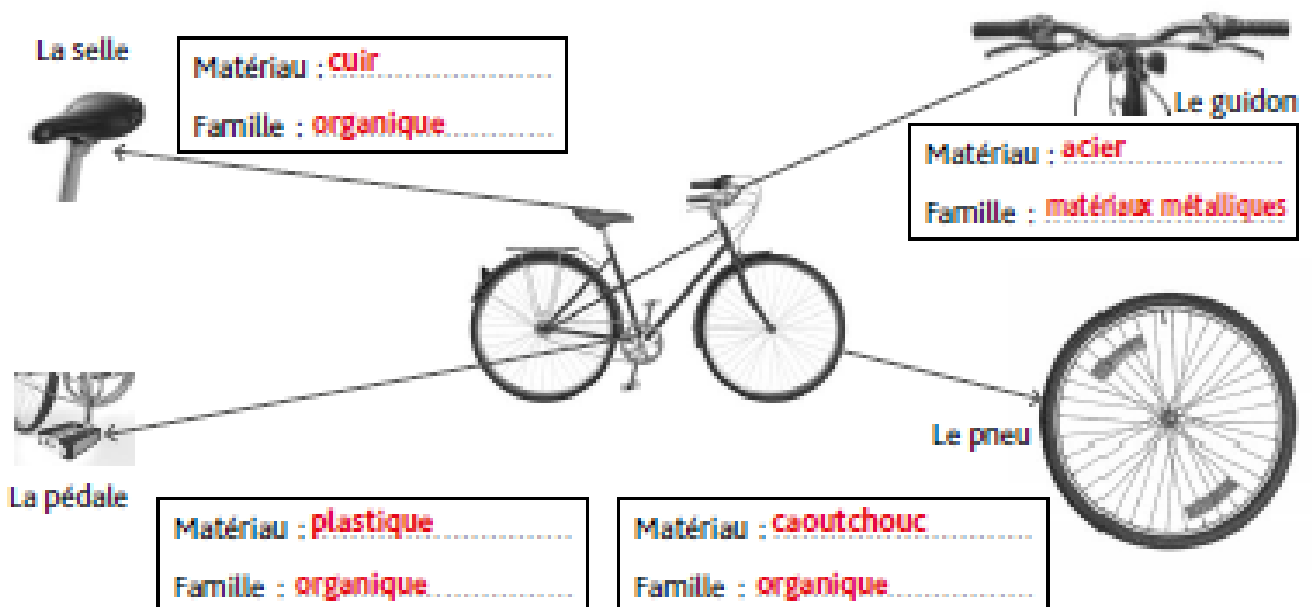 La selle
Matériau : cuir
Famille : organique
Le guidon
Matériau : acier
Famille : matériaux métalliques
Le pneu
La pédale
Matériau : plastique
Famille : organique
Matériau : caoutchouc
Famille : organique